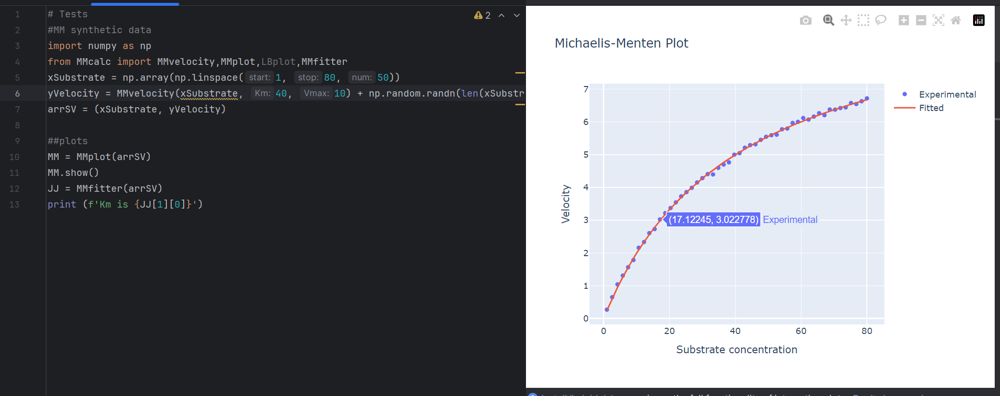 1 # Tests
2 #MM synthetic data
3 import numpy as np
4 from MMcalc import MMvelocity,MMplot,LBplot,MMfitter
5 xSubstrate = np.array(np.linspace( start: 1, stop: 80, num: 50))
6 yVelocity = MMvelocity(xSubstrate, Km: 40, Vmax: 10) + np.random.randn(len(xSubstr
7 arrSV = (xSubstrate, yVelocity)
8
9 ##plots
10 MM = MMplot(arrSV)
11 MM.show()
12 JJ = MMfitter(arrSV)
13 print (f'Km is {JJ[1][0]}')
2
Michaelis-Menten Plot
Experimental
Fitted
7
6
5
4
3
2
1
0
Velocity
(17.12245, 3.022778) Experimental
0 20 40 60 80
Substrate concentration